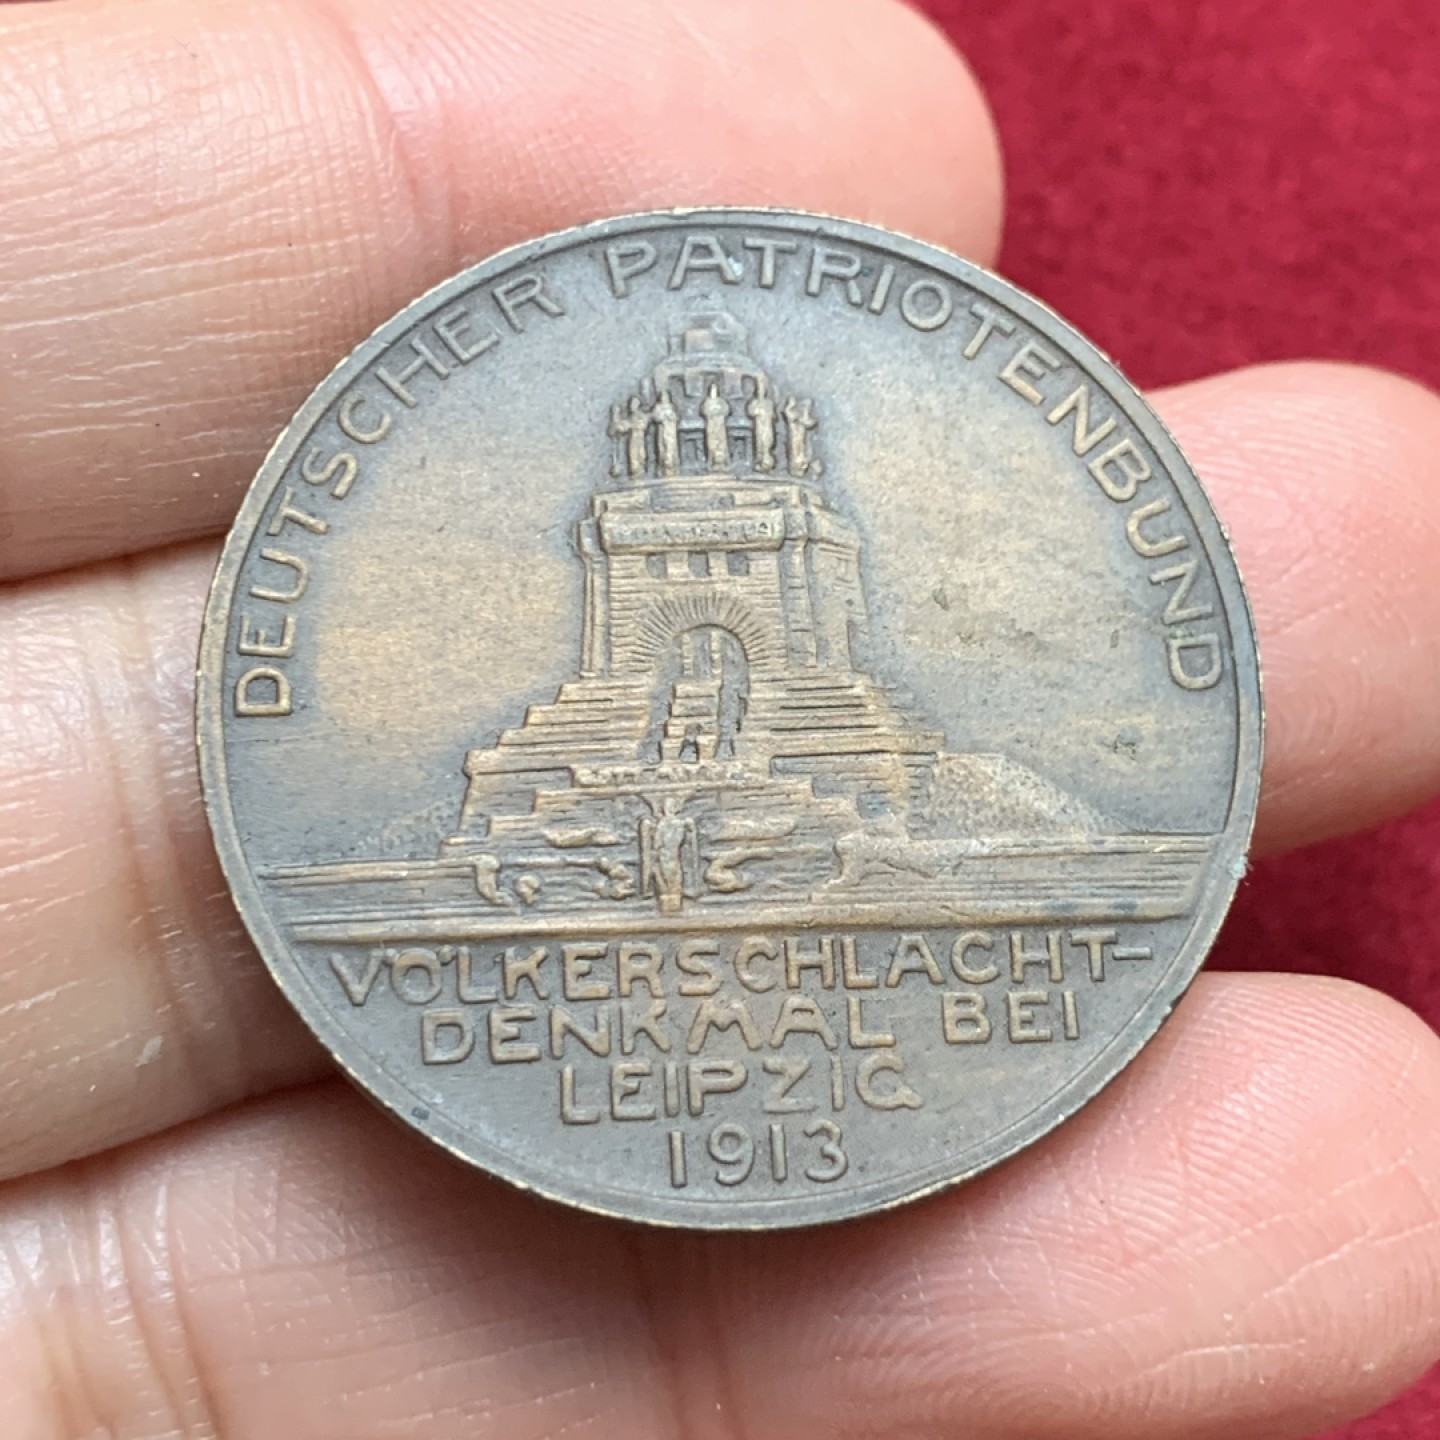 DEUTSCHER PATRIOTENBUND
VÖLKERSCHLACHT-
DENKMAL BEI
LEIPZIG
1913